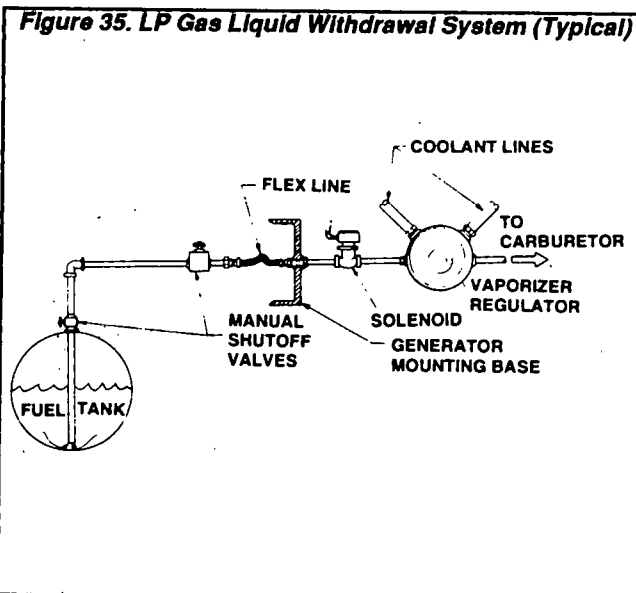 Figure 35. LP Gas Liquid Withdrawal System (Typical)
COOLANT LINES
FLEX LINE
TO
CARBURETOR
VAPORIZER
REGULATOR
MANUAL
SHUTOFF
VALVES
SOLENOID
GENERATOR
MOUNTING BASE
FUEL TANK